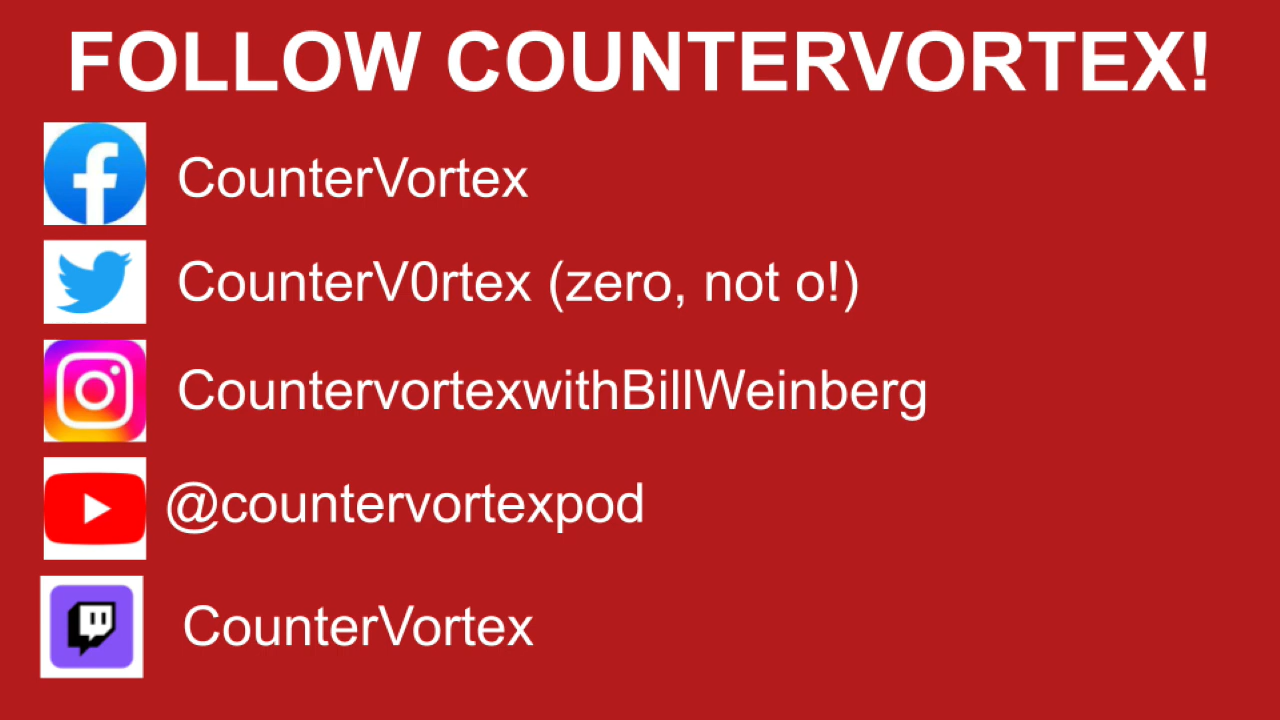 FOLLOW COUNTERVORTEX!
CounterVortex
CounterV0rtex (zero, not o!)
CountervortexwithBillWeinberg
@countervortexpod
CounterVortex